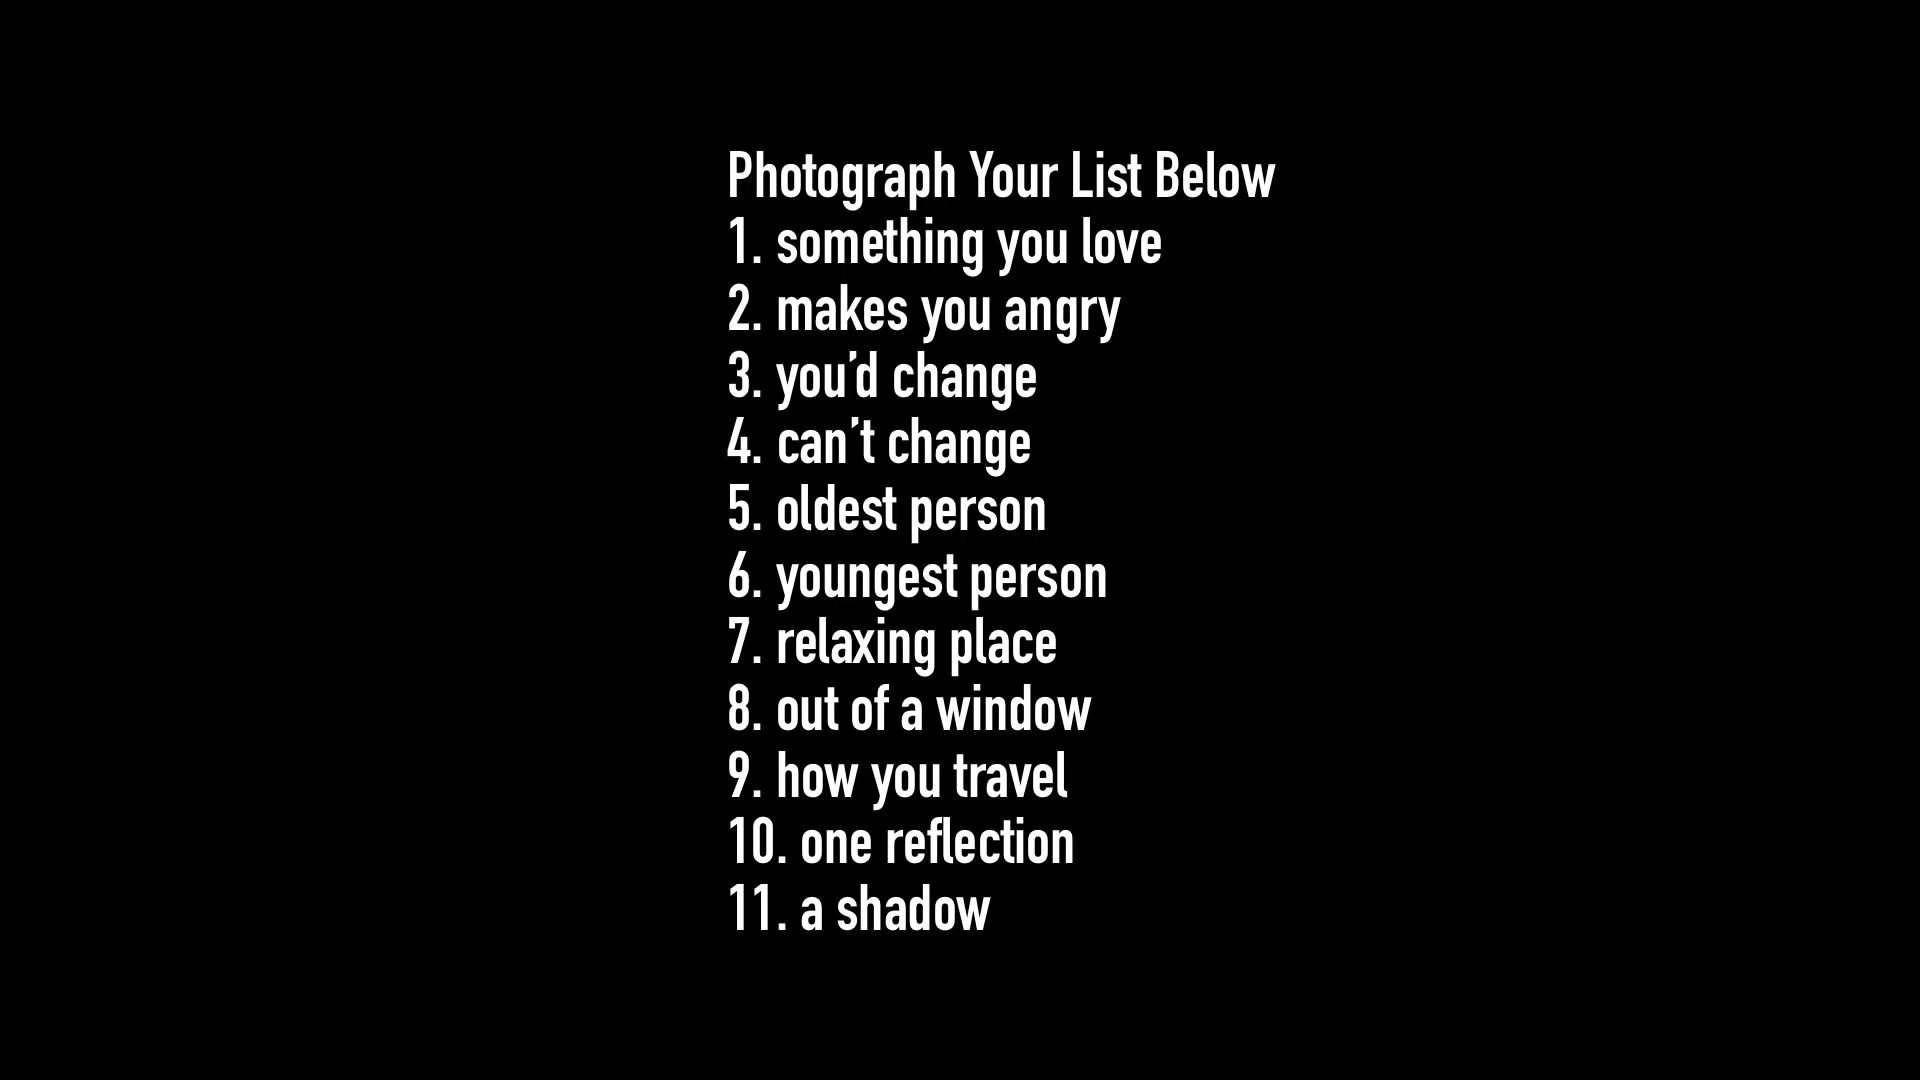 Photograph Your List Below
1. something you love
2. makes you angry
3. you’d change
4. can’t change
5. oldest person
6. youngest person
7. relaxing place
8. out of a window
9. how you travel
10. one reflection
11. a shadow